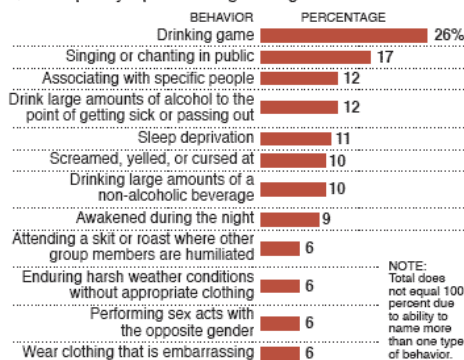 BEHAVIOR PERCENTAGE
Drinking game 26%
Singing or chanting in public 17
Associating with specific people 12
Drink large amounts of alcohol to the
point of getting sick or passing out 12
Sleep deprivation 11
Screamed, yelled, or cursed at 10
Drinking large amounts of a
non-alcoholic beverage 10
Awakened during the night 9
Attending a skit or roast where other
group members are humiliated 6
Enduring harsh weather conditions
without appropriate clothing 6
Performing sex acts with
the opposite gender 6
Wear clothing that is embarrassing 6
NOTE:
Total does
not equal 100
percent due
to ability to
name more
than one type
of behavior.